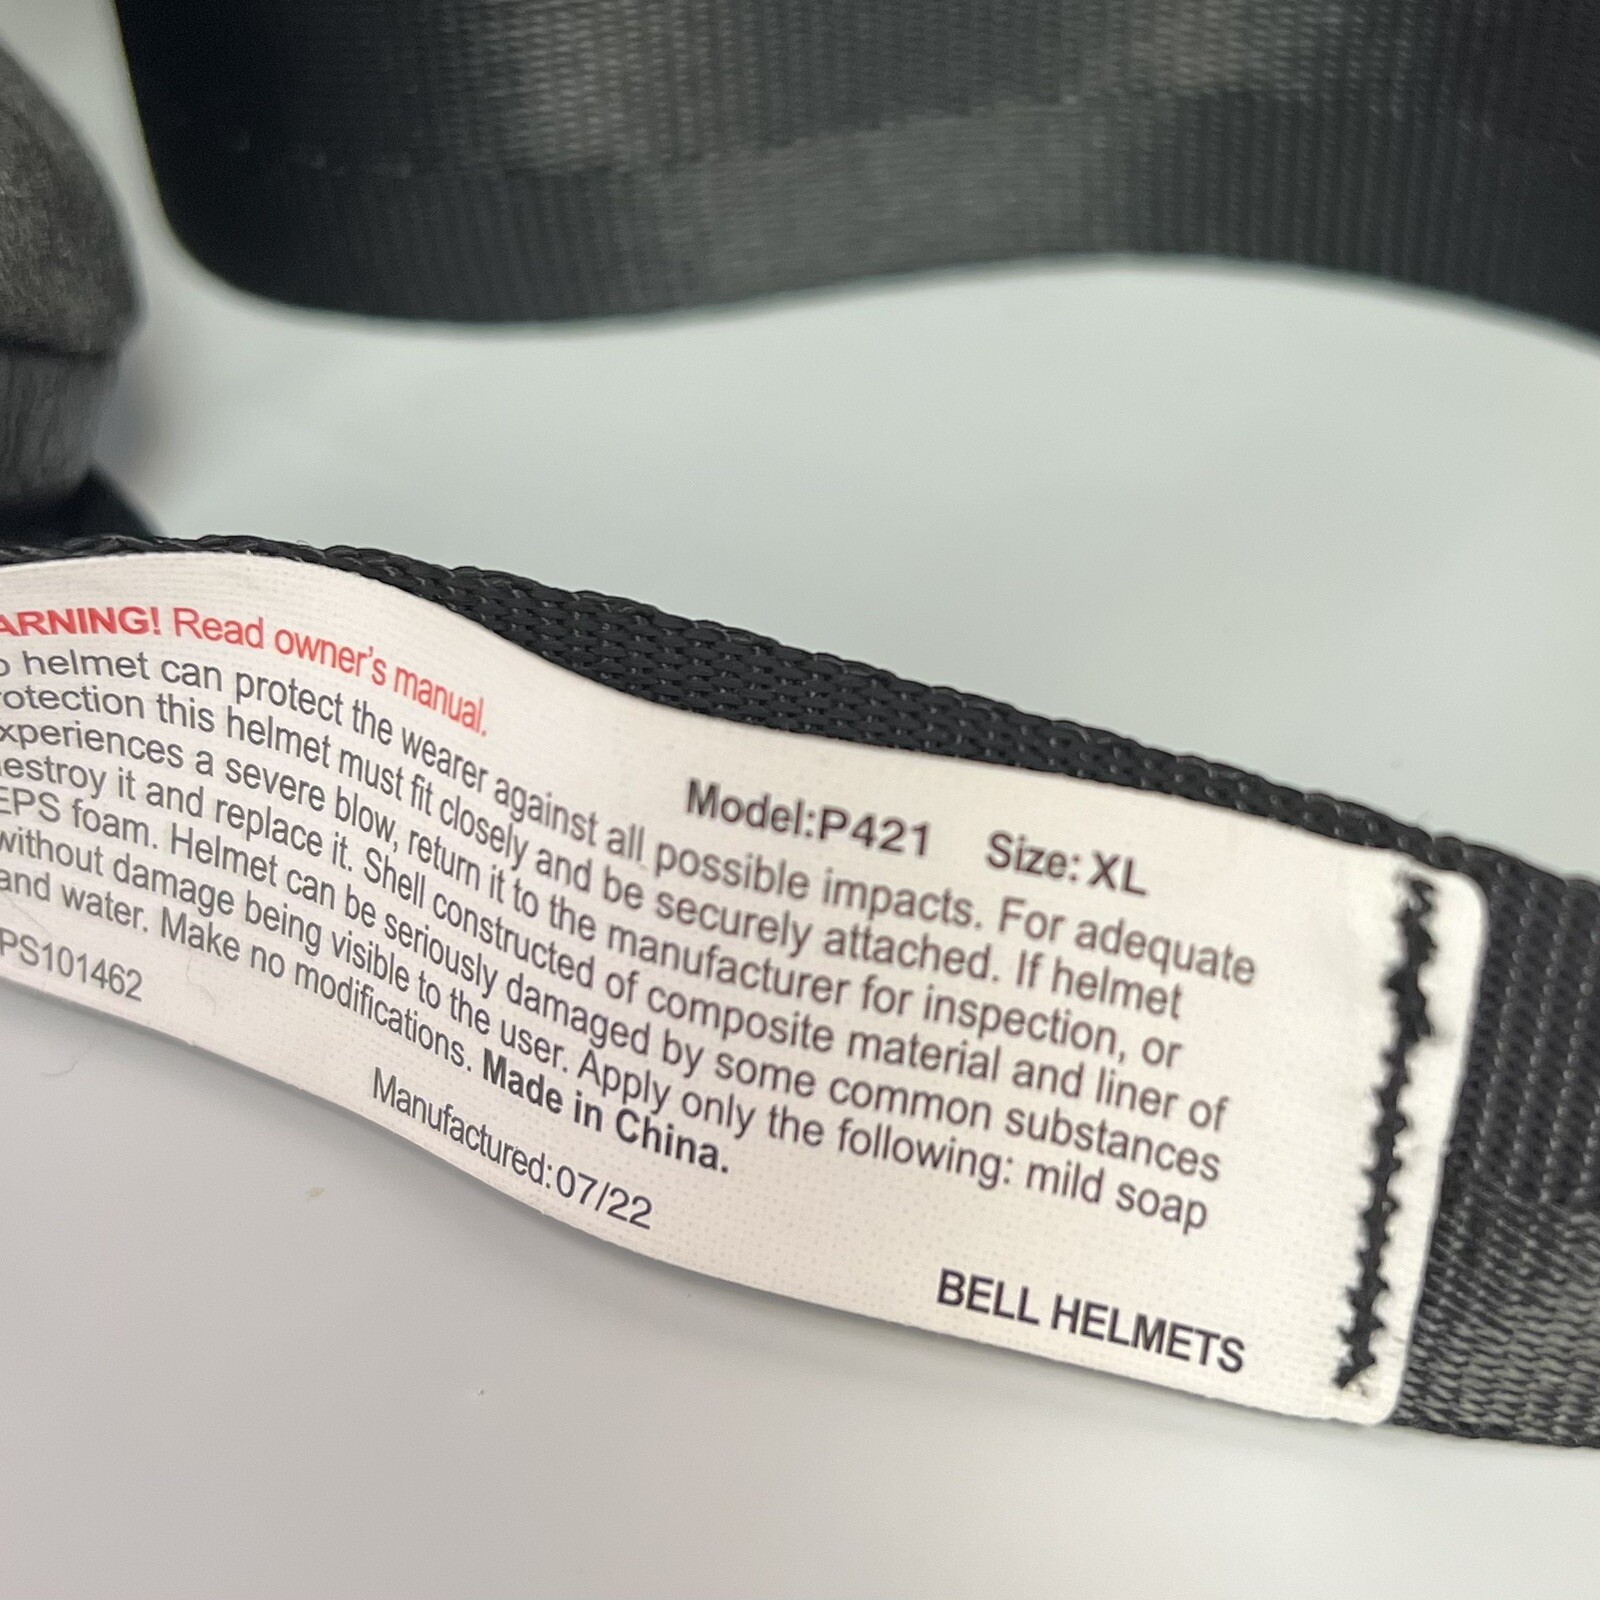 ARNING! Read owner's manual.
Model:P421 Size: XL
o helmet can protect the wearer against all possible impacts. For adequate
otection this helmet must fit closely and be securely attached. If helmet
xperiences a severe blow, return it to the manufacturer for inspection, or
estroy it and replace it. Shell constructed of composite material and liner of
EPS foam. Helmet can be seriously damaged by some common substances
without damage being visible to the user. Apply only the following: mild soap
and water. Make no modifications. Made in China.
PS101462
Manufactured:07/22
BELL HELMETS